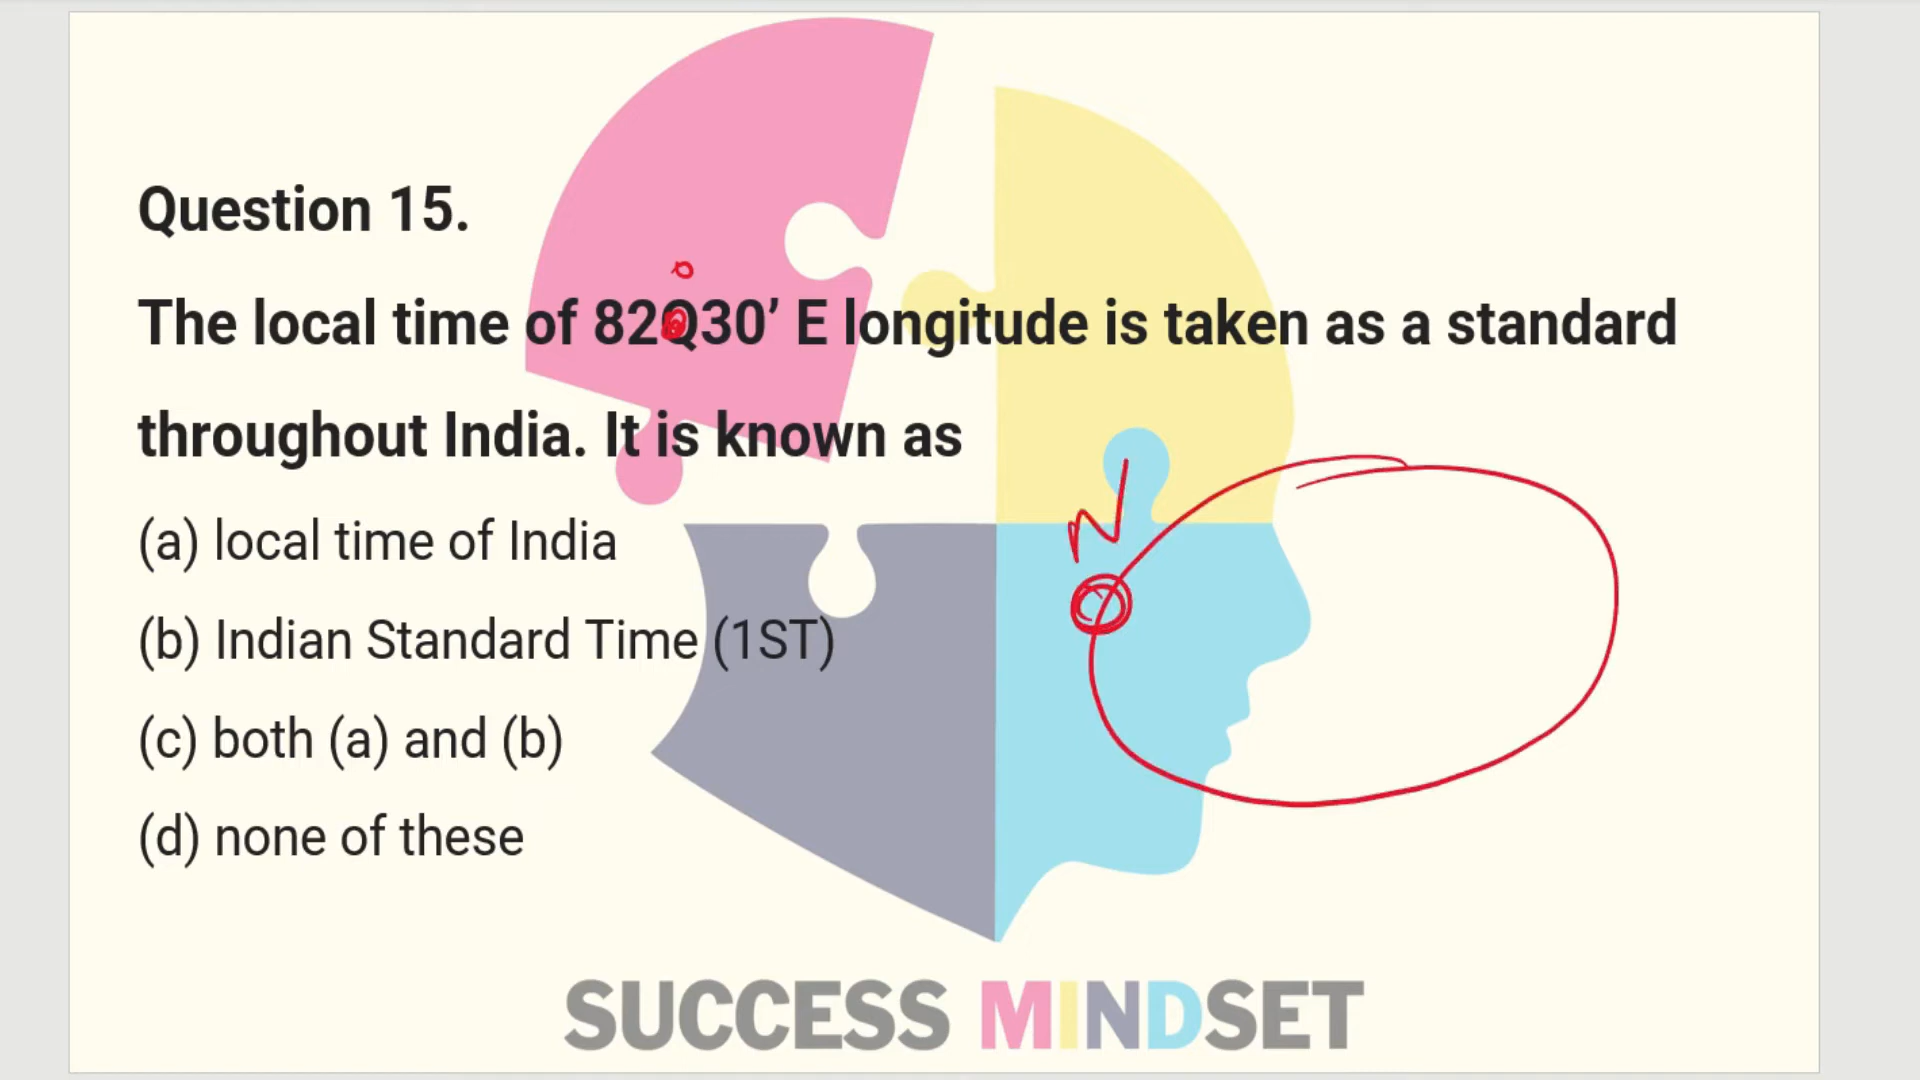 Question 15.
The local time of 82Q30’ E longitude is taken as a standard
throughout India. It is known as
(a) local time of India
N
(b) Indian Standard Time (1ST)
(c) both (a) and (b)
(d) none of these
SUCCESS MINDSET